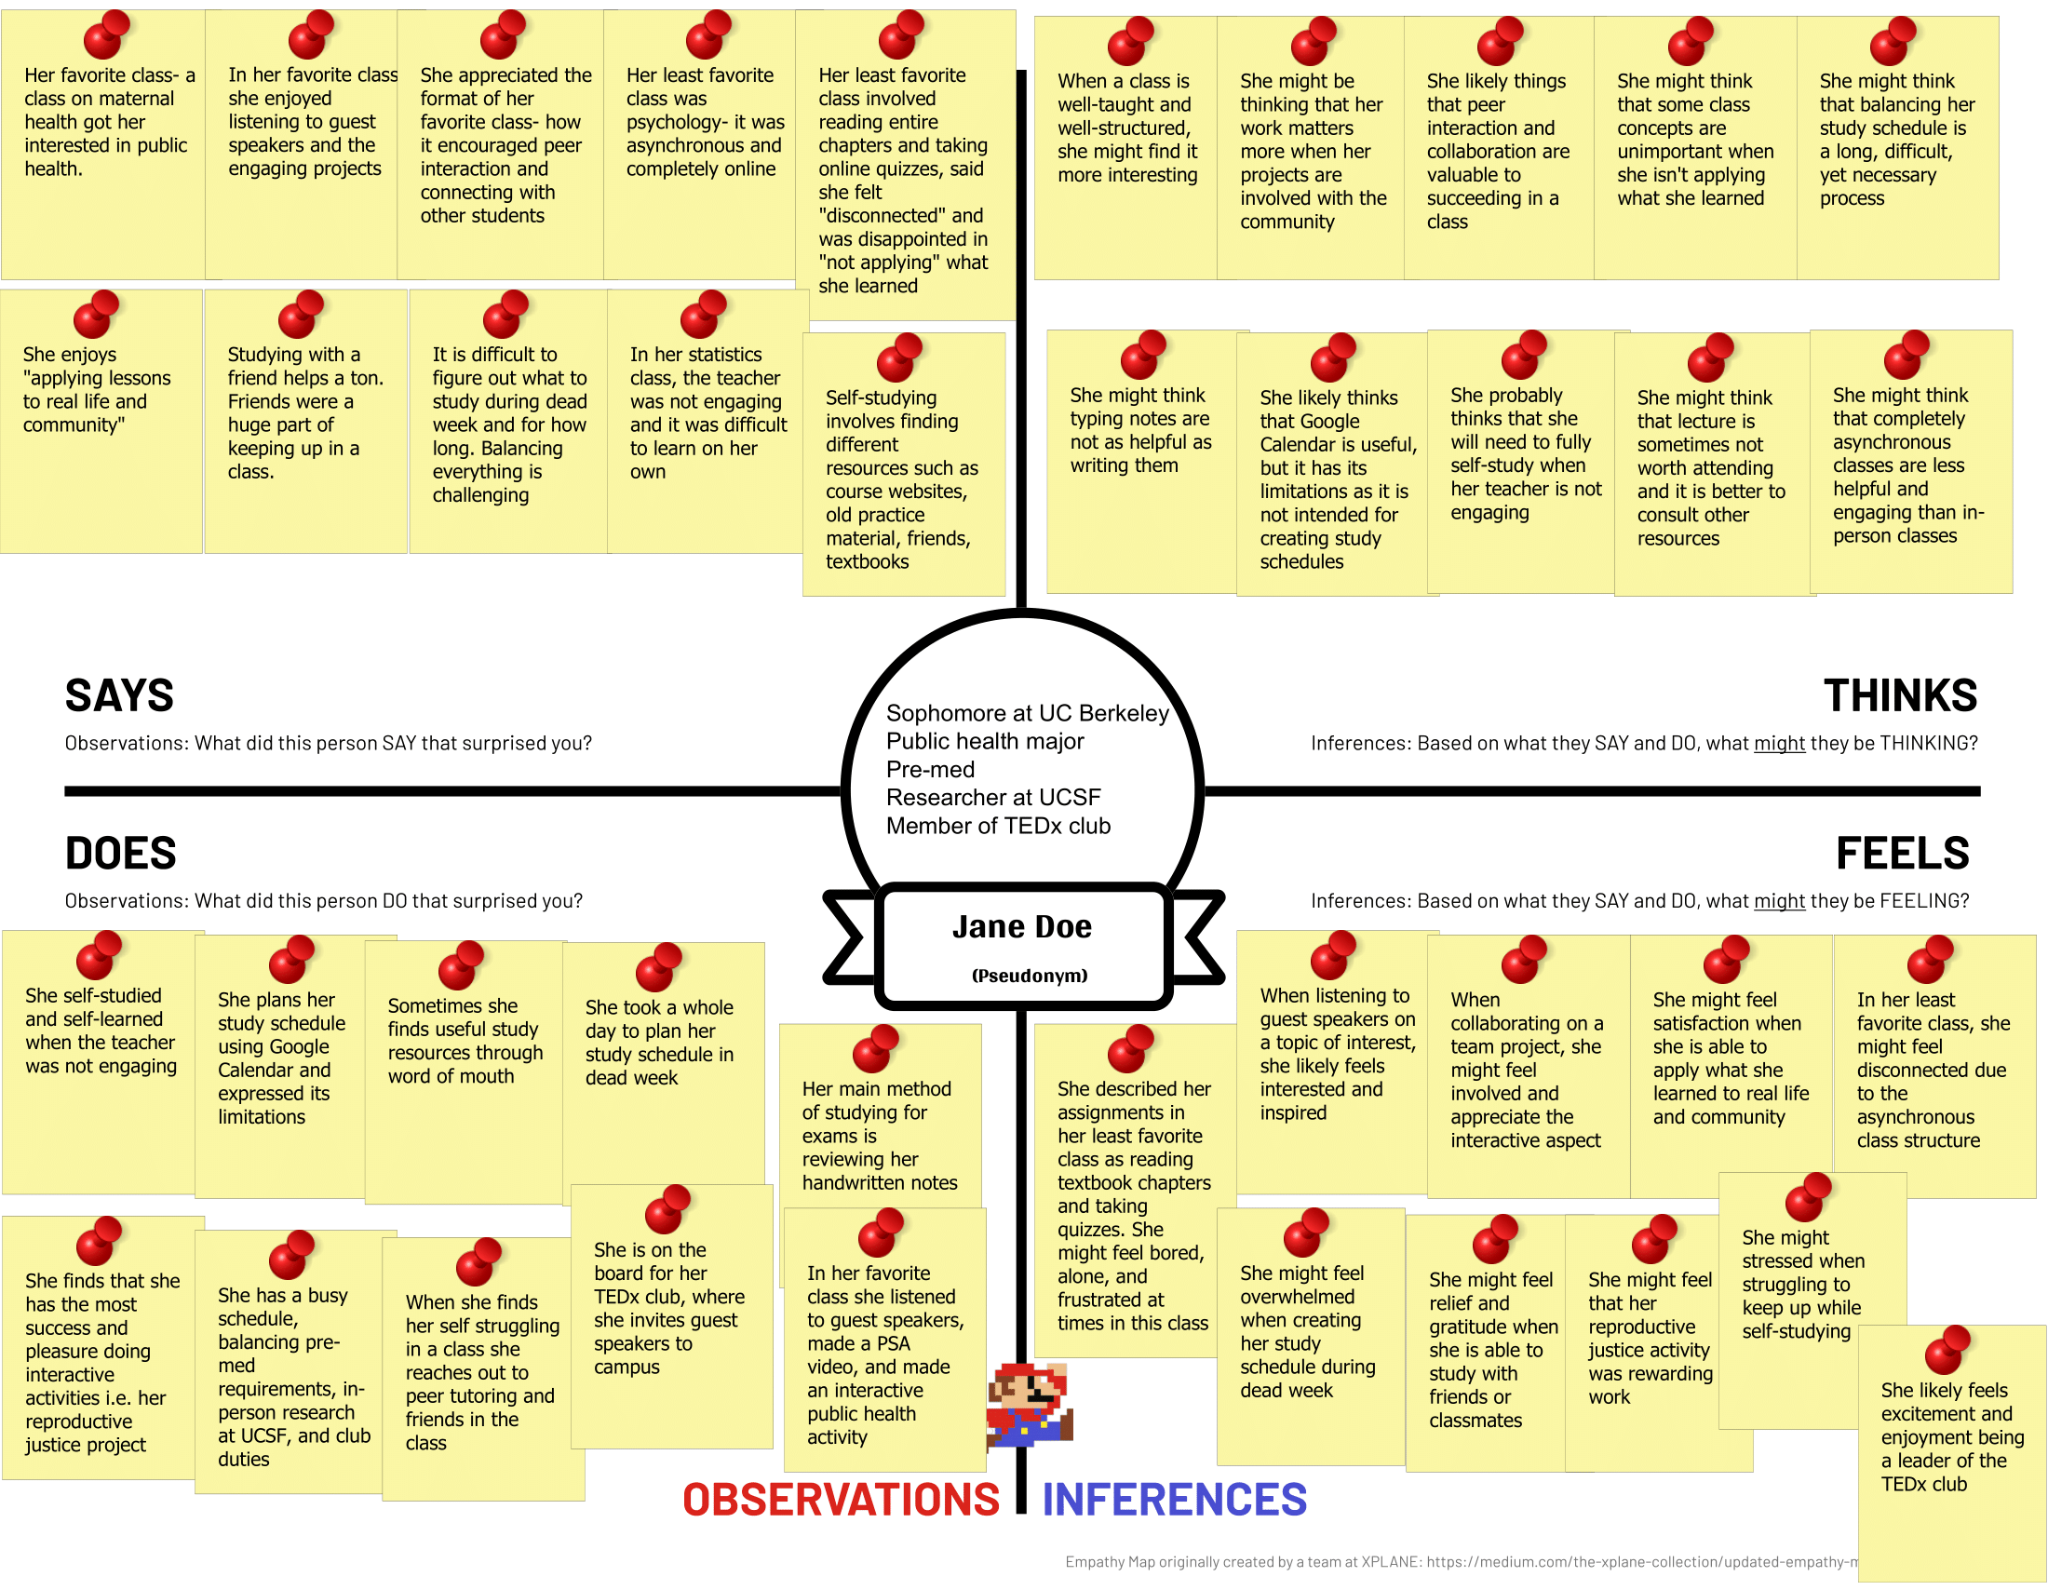 Her favorite class- a
class on maternal
health got her
interested in public
health.
In her favorite class
she enjoyed
listening to guest
speakers and the
engaging projects
She appreciated the
format of her
favorite class- how
it encouraged peer
interaction and
connecting with
other students
Her least favorite
class was
psychology- it was
asynchronous and
completely online
Her least favorite
class involved
reading entire
chapters and taking
online quizzes, said
she felt
"disconnected" and
was disappointed in
"not applying" what
she learned
She enjoys
"applying lessons
to real life and
community"
Studying with a
friend helps a ton.
Friends were a
huge part of
keeping up in a
class.
It is difficult to
figure out what to
study during dead
week and for how
long. Balancing
everything is
challenging
In her statistics
class, the teacher
was not engaging
and it was difficult
to learn on her
own
Self-studying
involves finding
different
resources such as
course websites,
old practice
material, friends,
textbooks
When a class is
well-taught and
well-structured,
she might find it
more interesting
She might be
thinking that her
work matters
more when her
projects are
involved with the
community
She likely things
that peer
interaction and
collaboration are
valuable to
succeeding in a
class
She might think
that some class
concepts are
unimportant when
she isn't applying
what she learned
She might think
that balancing her
study schedule is
a long, difficult,
yet necessary
process
She might think
typing notes are
not as helpful as
writing them
She likely thinks
that Google
Calendar is useful,
but it has its
limitations as it is
not intended for
creating study
schedules
She probably
thinks that she
will need to fully
self-study when
her teacher is not
engaging
She might think
that lecture is
sometimes not
worth attending
and it is better to
consult other
resources
She might think
that completely
asynchronous
classes are less
helpful and
engaging than in-
person classes
SAYS
Observations: What did this person SAY that surprised you?
THINKS
Inferences: Based on what they SAY and DO, what might they be THINKING?
Sophomore at UC Berkeley
Public health major
Pre-med
Researcher at UCSF
Member of TEDx club
Jane Doe
(Pseudonym)
DOES
Observations: What did this person DO that surprised you?
FEELS
Inferences: Based on what they SAY and DO, what might they be FEELING?
She self-studied
and self-learned
when the teacher
was not engaging
She plans her
study schedule
using Google
Calendar and
expressed its
limitations
Sometimes she
finds useful study
resources through
word of mouth
She took a whole
day to plan her
study schedule in
dead week
Her main method
of studying for
exams is
reviewing her
handwritten notes
She finds that she
has the most
success and
pleasure doing
interactive
activities i.e. her
reproductive
justice project
She has a busy
schedule,
balancing pre-
med
requirements, in-
person research
at UCSF, and club
duties
When she finds
her self struggling
in a class she
reaches out to
peer tutoring and
friends in the
class
She is on the
board for her
TEDx club, where
she invites guest
speakers to
campus
In her favorite
class she listened
to guest speakers,
made a PSA
video, and made
an interactive
public health
activity
She described her
assignments in
her least favorite
class as reading
textbook chapters
and taking
quizzes. She
might feel bored,
alone, and
frustrated at
times in this class
When listening to
guest speakers on
a topic of interest,
she likely feels
interested and
inspired
When
collaborating on a
team project, she
might feel
involved and
appreciate the
interactive aspect
She might feel
satisfaction when
she is able to
apply what she
learned to real life
and community
In her least
favorite class, she
might feel
disconnected due
to the
asynchronous
class structure
She might feel
overwhelmed
when creating
her study
schedule during
dead week
She might feel
relief and
gratitude when
she is able to
study with
friends or
classmates
She might feel
that her
reproductive
justice activity
was rewarding
work
She might
stressed when
struggling to
keep up while
self-studying
She likely feels
excitement and
enjoyment being
a leader of the
TEDx club
OBSERVATIONS
INFERENCES
Empathy Map originally created by a team at XPLANE: https://medium.com/the-xplane-collection/updated-empathy-m